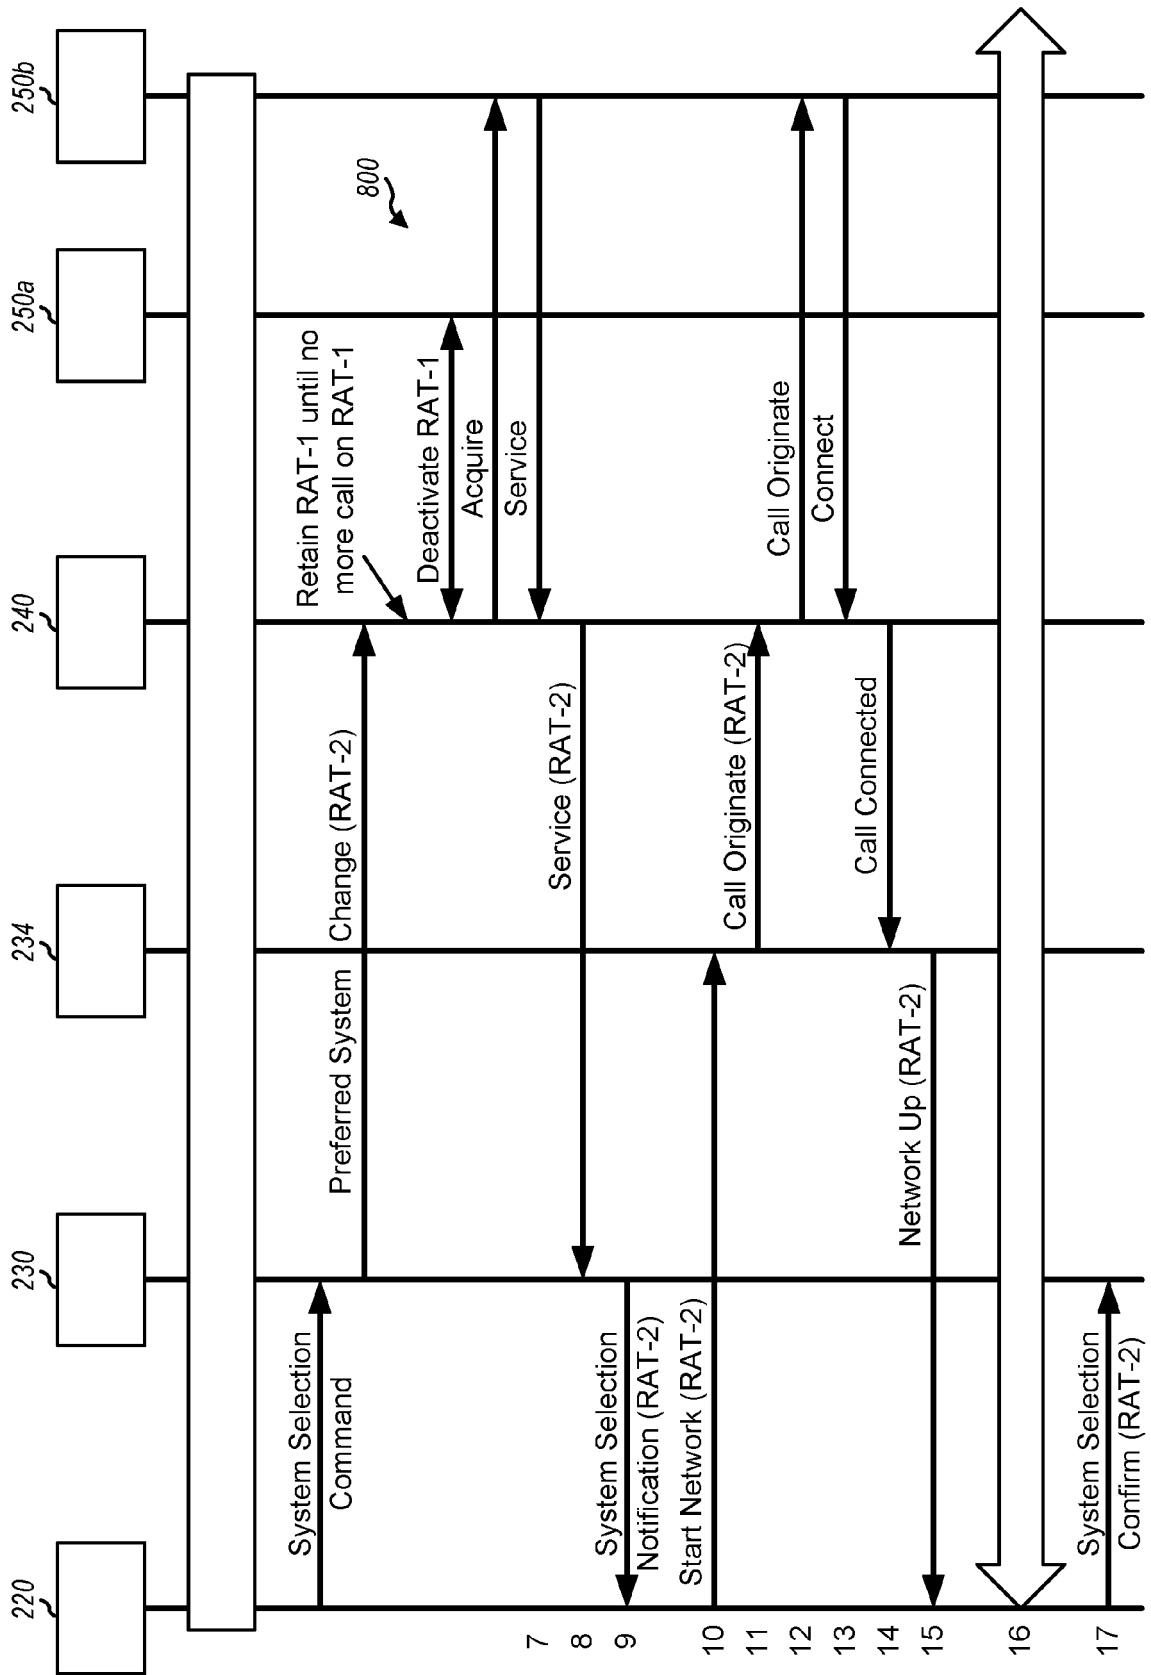 220
230
234
240
250a
250b
System Selection
Command
Preferred System Change (RAT-2)
Retain RAT-1 until no
more call on RAT-1
800
Deactivate RAT-1
Acquire
7
Service
8
Service (RAT-2)
9
System Selection
Notification (RAT-2)
10
Start Network (RAT-2)
11
Call Originate (RAT-2)
12
Call Originate
13
Connect
14
Call Connected
15
Network Up (RAT-2)
16
17
System Selection
Confirm (RAT-2)